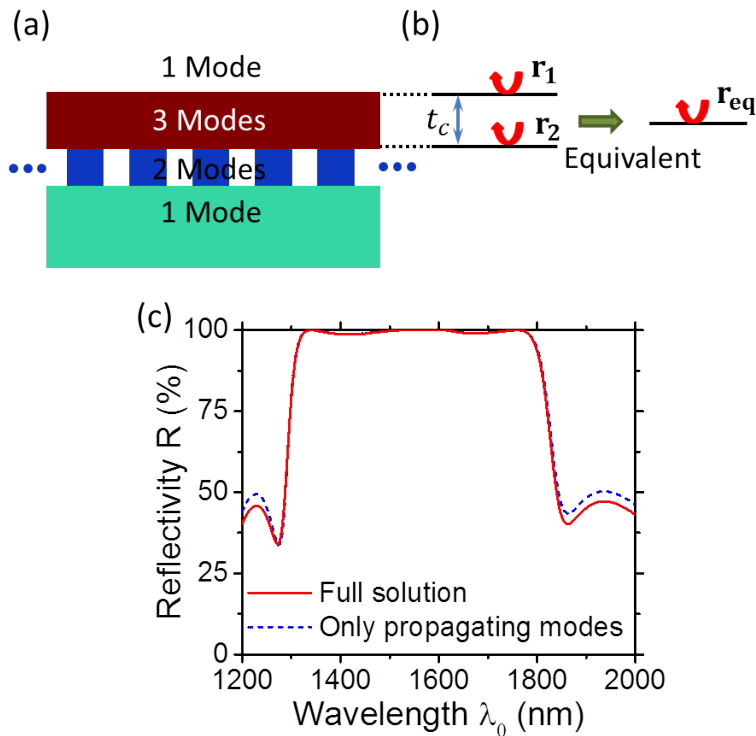 (a)
1 Mode
3 Modes
2 Modes
1 Mode
(b)
r₁
t_c
r₂
r_eq
Equivalent
(c)
Reflectivity R (%)
100
75
50
25
0
Full solution
Only propagating modes
1200 1400 1600 1800 2000
Wavelength λ₀ (nm)